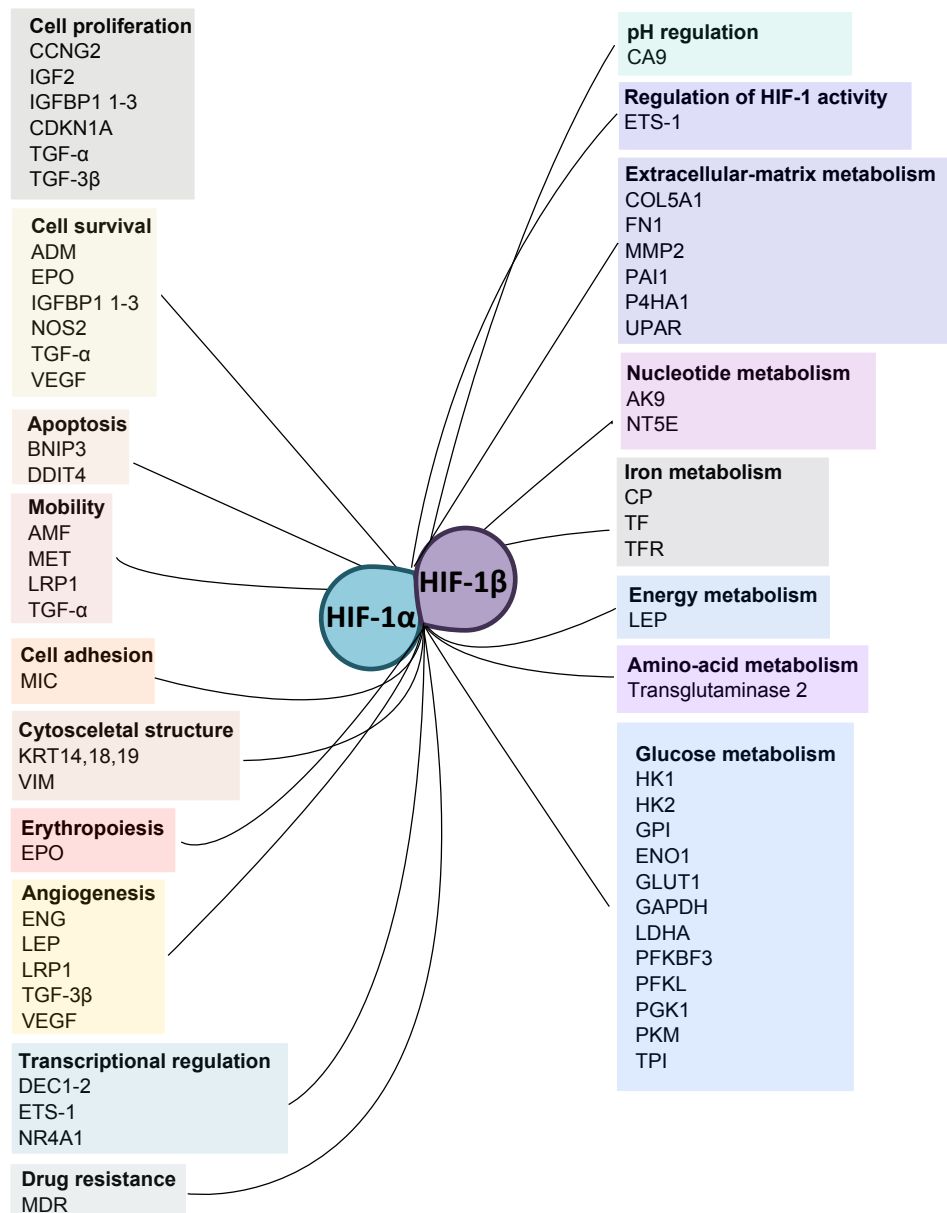 Cell proliferation
CCNG2
IGF2
IGFBP1 1-3
CDKN1A
TGF-α
TGF-3β
Cell survival
ADM
EPO
IGFBP1 1-3
NOS2
TGF-α
VEGF
Apoptosis
BNIP3
DDIT4
Mobility
AMF
MET
LRP1
TGF-α
Cell adhesion
MIC
Cytosceletal structure
KRT14,18,19
VIM
Erythropoiesis
EPO
Angiogenesis
ENG
LEP
LRP1
TGF-3β
VEGF
Transcriptional regulation
DEC1-2
ETS-1
NR4A1
Drug resistance
MDR
HIF-1α
HIF-1β
pH regulation
CA9
Regulation of HIF-1 activity
ETS-1
Extracellular-matrix metabolism
COL5A1
FN1
MMP2
PAI1
P4HA1
UPAR
Nucleotide metabolism
AK9
NT5E
Iron metabolism
CP
TF
TFR
Energy metabolism
LEP
Amino-acid metabolism
Transglutaminase 2
Glucose metabolism
HK1
HK2
GPI
ENO1
GLUT1
GAPDH
LDHA
PFKBF3
PFKL
PGK1
PKM
TPI